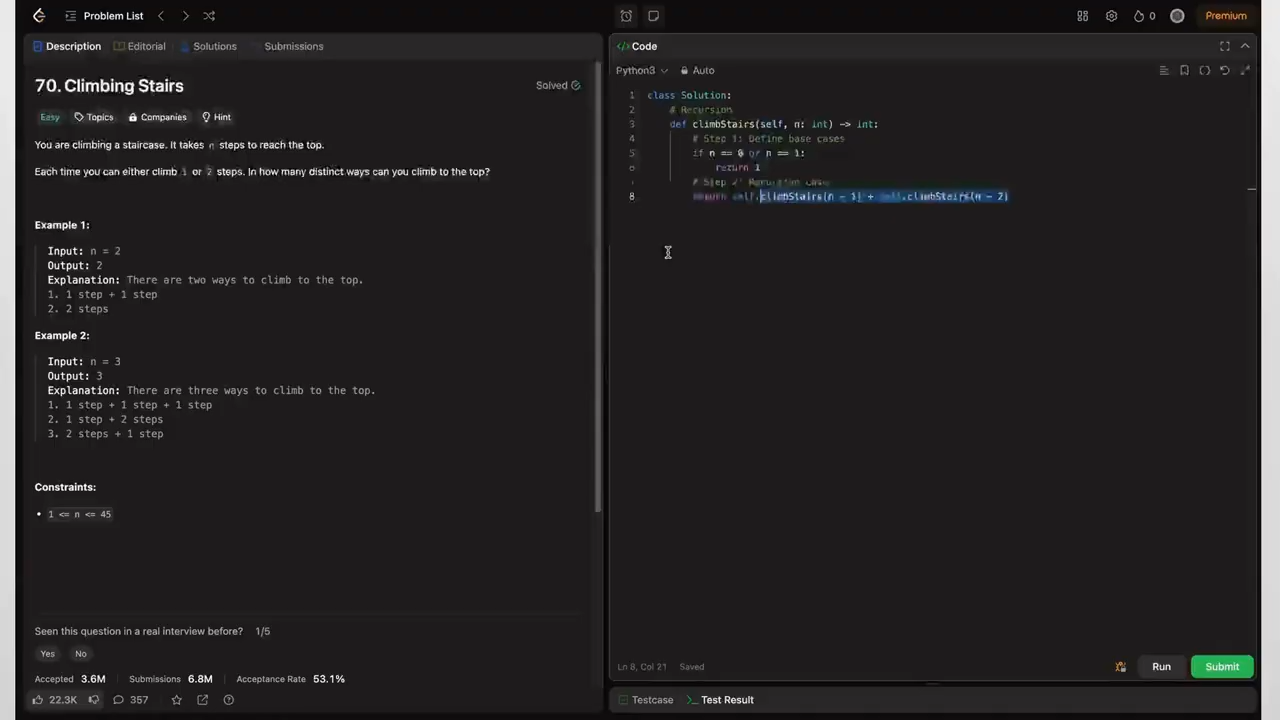 Problem List
0
Premium
Description
Editorial
Solutions
Submissions
70. Climbing Stairs
Solved
Easy
Topics
Companies
Hint
You are climbing a staircase. It takes n steps to reach the top.
Each time you can either climb 1 or 2 steps. In how many distinct ways can you climb to the top?
Example 1:
Input: n = 2
Output: 2
Explanation: There are two ways to climb to the top.
1. 1 step + 1 step
2. 2 steps
Example 2:
Input: n = 3
Output: 3
Explanation: There are three ways to climb to the top.
1. 1 step + 1 step + 1 step
2. 1 step + 2 steps
3. 2 steps + 1 step
Constraints:
1 <= n <= 45
Seen this question in a real interview before? 1/5
Yes No
Accepted 3.6M Submissions 6.8M Acceptance Rate 53.1%
22.3K 357
</> Code
Python3 Auto
1 class Solution:
2 # Recursion
3 def climbStairs(self, n: int) -> int:
4 # Step 1: Define base cases
5 if n == 0 or n == 1:
6 return 1
7 # Step 2: Recursion case
8 return self.climbStairs(n - 1) + self.climbStairs(n - 2)
Ln 8, Col 21 Saved
Run
Submit
Testcase
Test Result